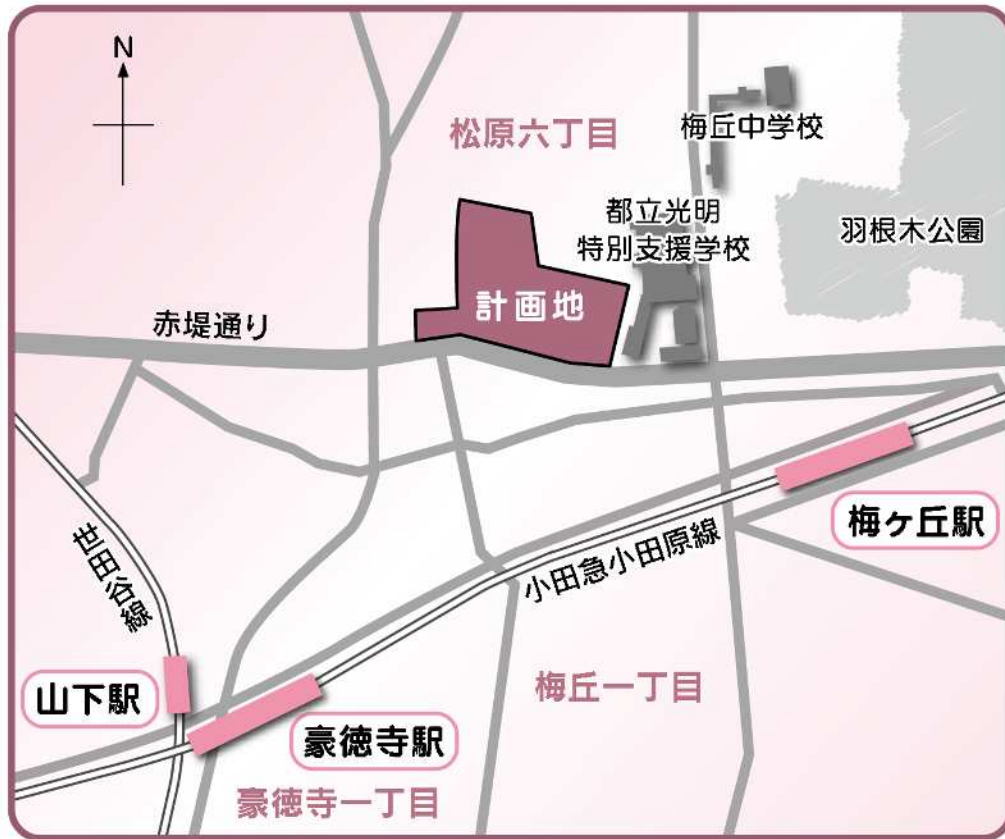 N
松原六丁目
梅丘中学校
都立光明
特別支援学校
羽根木公園
計画地
赤堤通り
梅ヶ丘駅
世田谷線
小田急小田原線
山下駅
梅丘一丁目
豪徳寺駅
豪徳寺一丁目